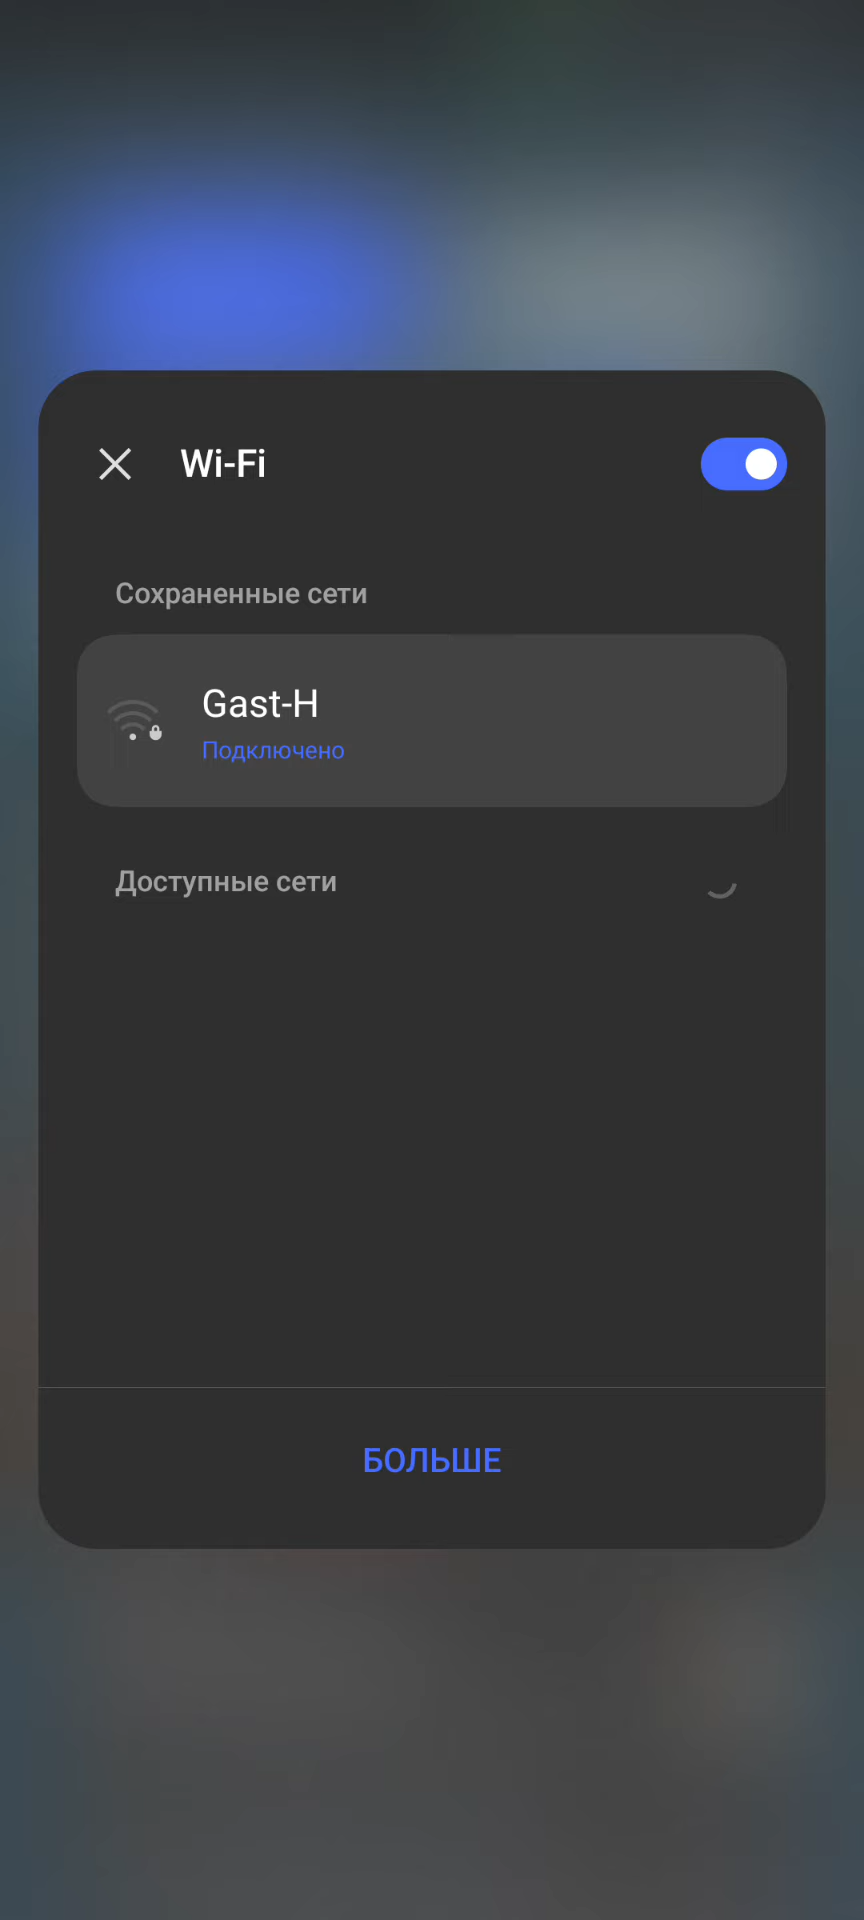 Wi-Fi
Сохраненные сети
Gast-H
Подключено
Доступные сети
БОЛЬШЕ